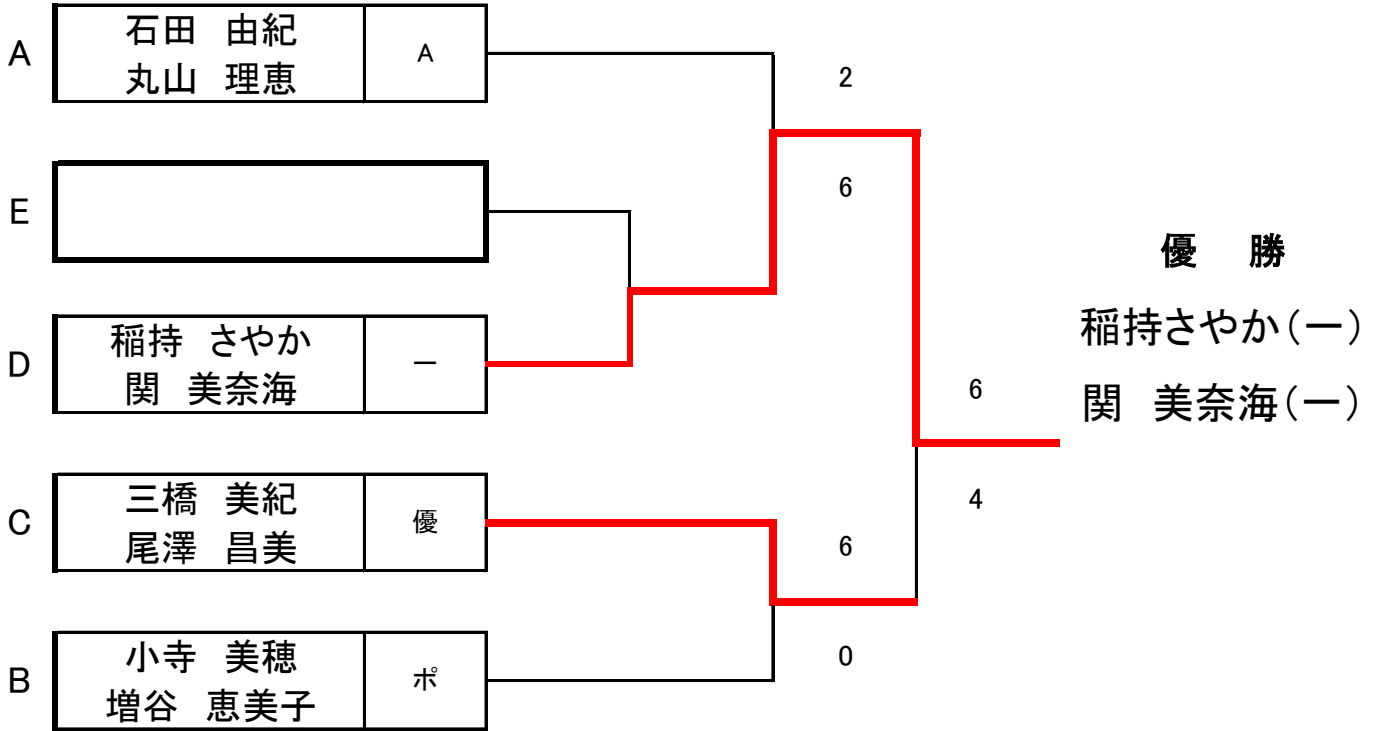 A
石田 由紀
丸山 理恵
A
2
6
E
D
稲持 さやか
関 美奈海
一
C
三橋 美紀
尾澤 昌美
優
6
0
B
小寺 美穂
増谷 恵美子
ポ
6
4
優 勝
稲持さやか(一)
関 美奈海(一)